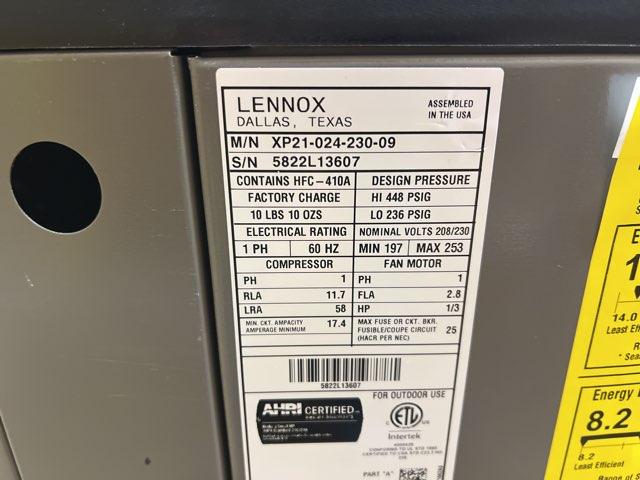 LENNOX
DALLAS, TEXAS
ASSEMBLED
IN THE USA
M/N XP21-024-230-09
S/N 5822L13607
CONTAINS HFC-410A DESIGN PRESSURE
FACTORY CHARGE HI 448 PSIG
10 LBS 10 OZS LO 236 PSIG
ELECTRICAL RATING NOMINAL VOLTS 208/230
1 PH 60 HZ MIN 197 MAX 253
COMPRESSOR FAN MOTOR
PH 1 PH 1
RLA 11.7 FLA 2.8
LRA 58 HP 1/3
MIN. CKT. AMPACITY
AMPERAGE MINIMUM
17.4
MAX FUSE OR CKT. BKR.
FUSIBLE/COUPE CIRCUIT
(HACR PER NEC)
25
5822L13607
FOR OUTDOOR USE
AHRI CERTIFIED
ETL
Intertek
PART "A"
14.0
Least Eff
Energy
8.2
8.2
Least Efficient
Range of